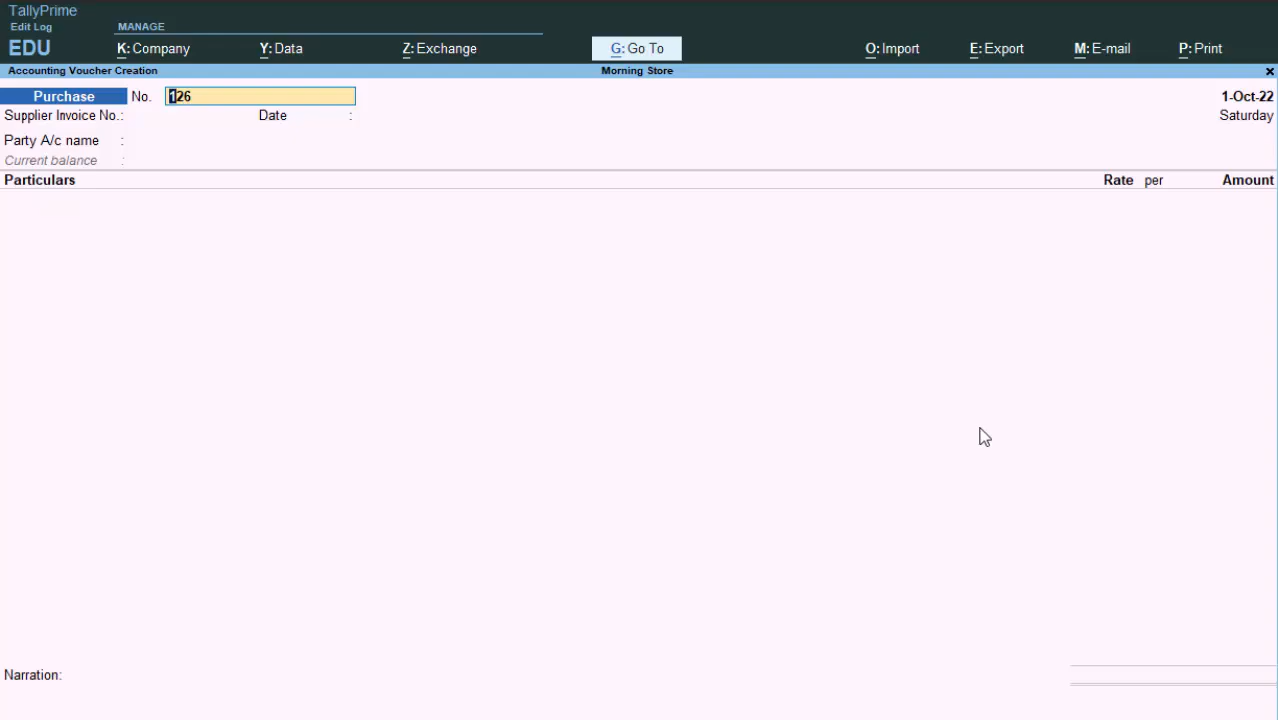 TallyPrime
Edit Log MANAGE
EDU K: Company Y: Data Z: Exchange G: Go To O: Import E: Export M: E-mail P: Print
Accounting Voucher Creation Morning Store ×
Purchase No. 126 1-Oct-22
Supplier Invoice No.: Date : Saturday
Party A/c name :
Current balance :
Particulars Rate per Amount
Narration: